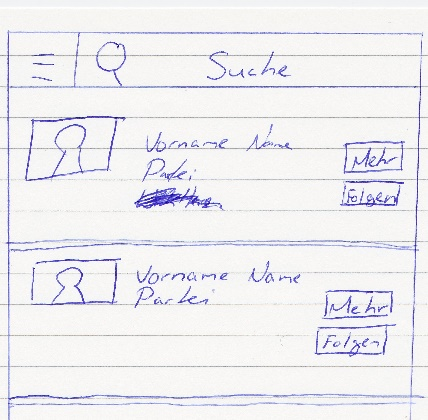 Suche
Vorname Name
Partei
Mehr
Folgen
Vorname Name
Partei
Mehr
Folgen